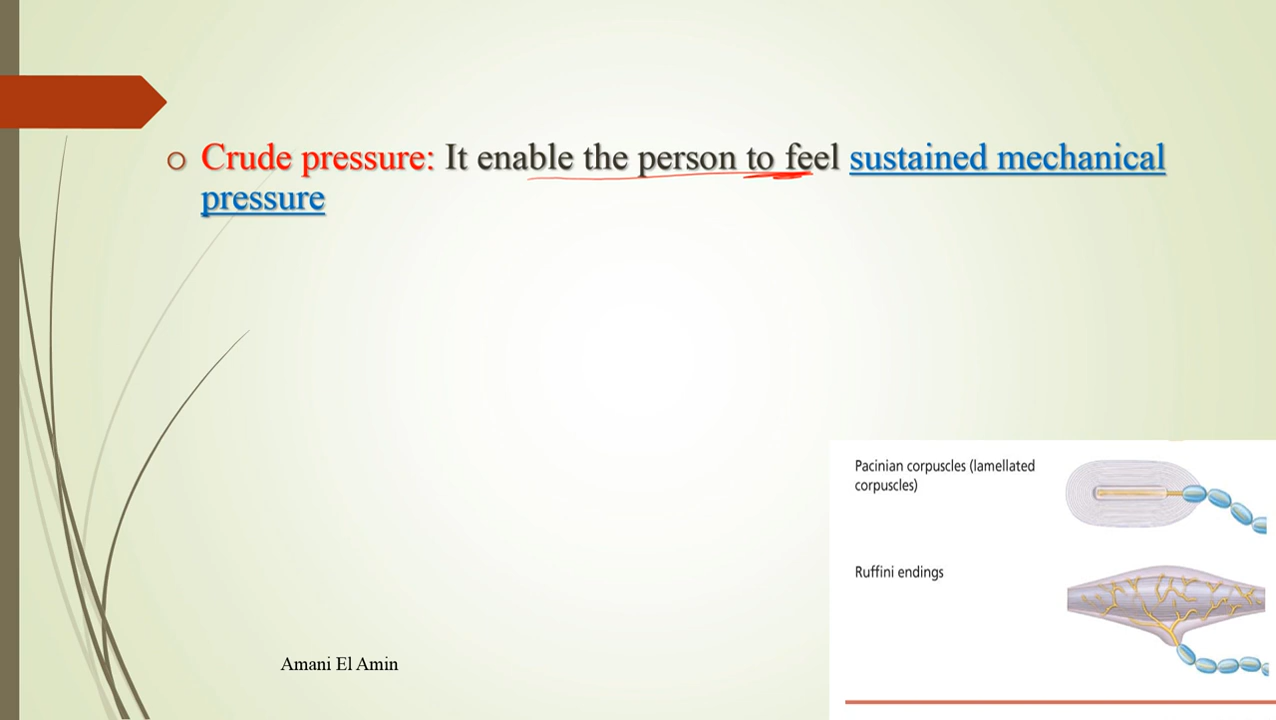 Crude pressure: It enable the person to feel sustained mechanical
pressure
Pacinian corpuscles (lamellated
corpuscles)
Ruffini endings
Amani El Amin